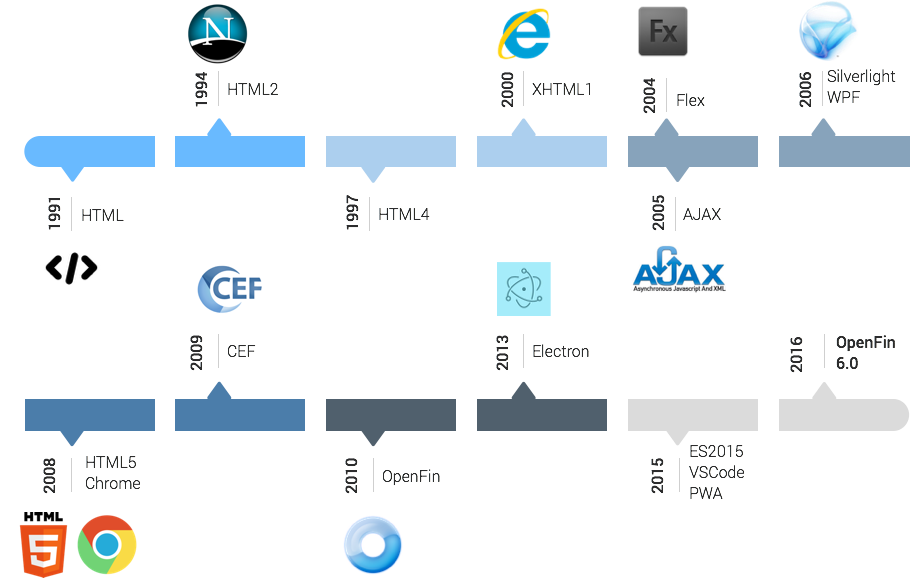 N
Fx
1994
HTML2
2000
XHTML1
2004
Flex
2006
Silverlight
WPF
1991
HTML
1997
HTML4
2005
AJAX
</>
CEF
AJAX
Asynchronous Javascript And XML
2009
CEF
2013
Electron
2016
OpenFin
6.0
2008
HTML5
Chrome
2010
OpenFin
2015
ES2015
VSCode
PWA
HTML
5